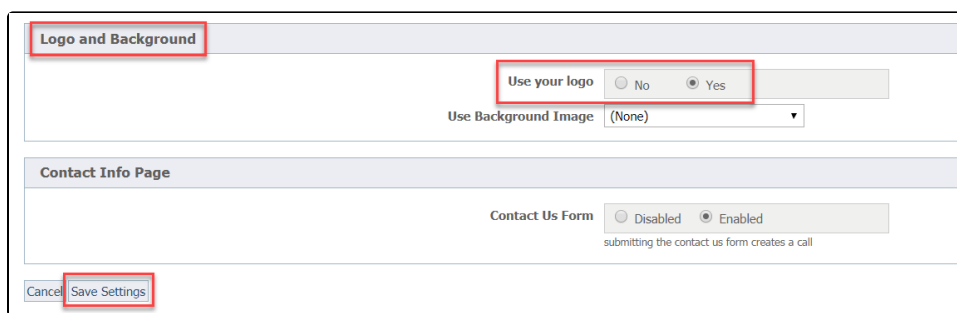 Logo and Background
Use your logo No Yes
Use Background Image (None)
Contact Info Page
Contact Us Form Disabled Enabled
submitting the contact us form creates a call
Cancel Save Settings